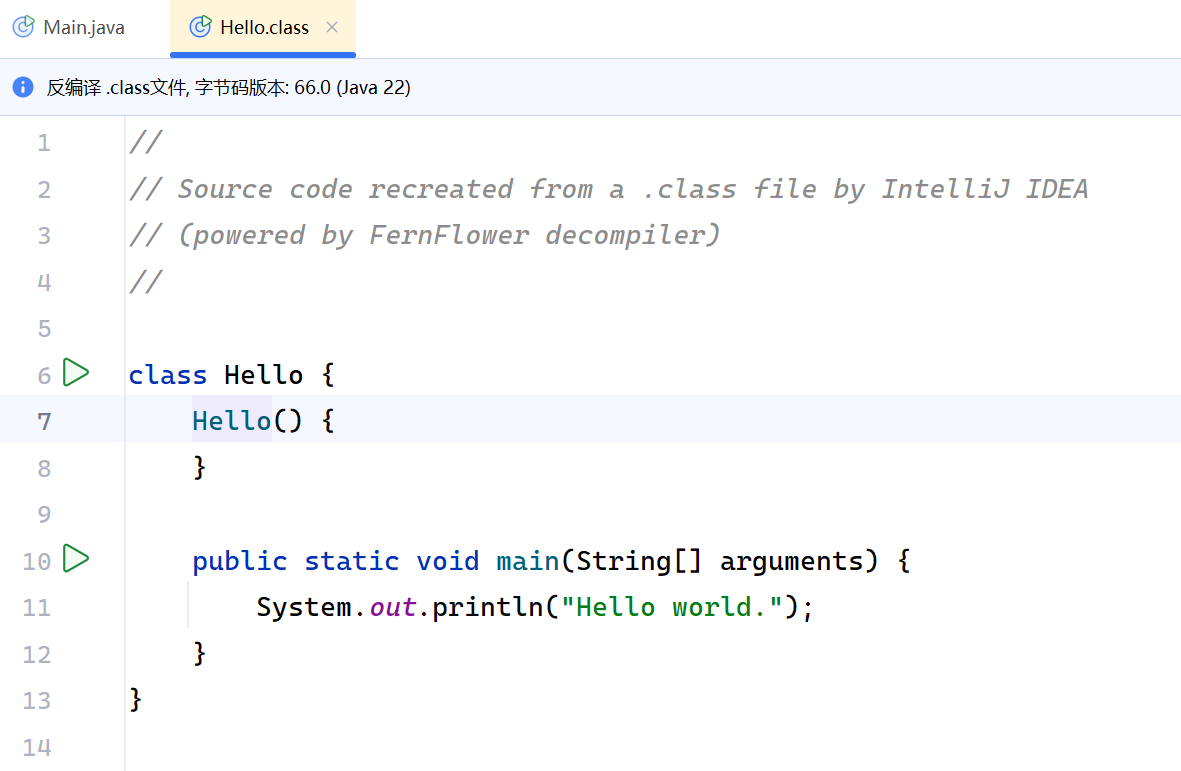 Main.java
Hello.class
反编译 .class文件, 字节码版本: 66.0 (Java 22)
1 //
2 // Source code recreated from a .class file by IntelliJ IDEA
3 // (powered by FernFlower decompiler)
4 //
5
6 class Hello {
7     Hello() {
8     }
9
10     public static void main(String[] arguments) {
11         System.out.println("Hello world.");
12     }
13 }
14